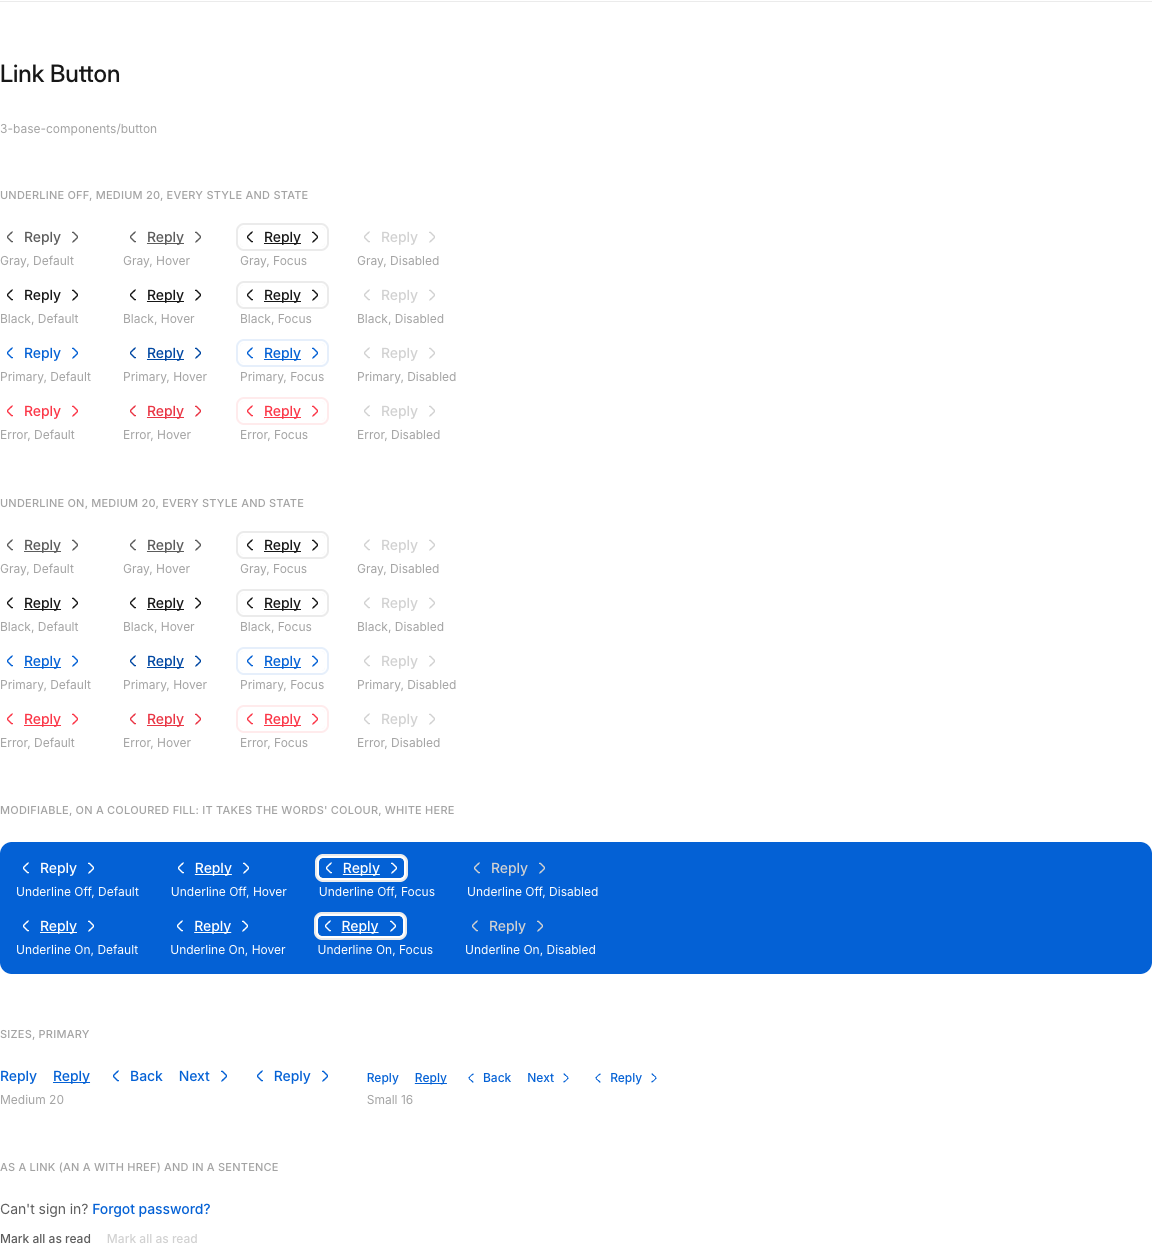 Link Button
3-base-components/button
UNDERLINE OFF, MEDIUM 20, EVERY STYLE AND STATE
Reply Reply Reply Reply
Gray, Default Gray, Hover Gray, Focus Gray, Disabled
Reply Reply Reply Reply
Black, Default Black, Hover Black, Focus Black, Disabled
Reply Reply Reply Reply
Primary, Default Primary, Hover Primary, Focus Primary, Disabled
Reply Reply Reply Reply
Error, Default Error, Hover Error, Focus Error, Disabled
UNDERLINE ON, MEDIUM 20, EVERY STYLE AND STATE
Reply Reply Reply Reply
Gray, Default Gray, Hover Gray, Focus Gray, Disabled
Reply Reply Reply Reply
Black, Default Black, Hover Black, Focus Black, Disabled
Reply Reply Reply Reply
Primary, Default Primary, Hover Primary, Focus Primary, Disabled
Reply Reply Reply Reply
Error, Default Error, Hover Error, Focus Error, Disabled
MODIFIABLE, ON A COLOURED FILL: IT TAKES THE WORDS' COLOUR, WHITE HERE
Reply Reply Reply Reply
Underline Off, Default Underline Off, Hover Underline Off, Focus Underline Off, Disabled
Reply Reply Reply Reply
Underline On, Default Underline On, Hover Underline On, Focus Underline On, Disabled
SIZES, PRIMARY
Reply Reply Back Next Reply Reply Reply Back Next Reply
Medium 20 Small 16
AS A LINK (AN A WITH HREF) AND IN A SENTENCE
Can't sign in? Forgot password?
Mark all as read Mark all as read